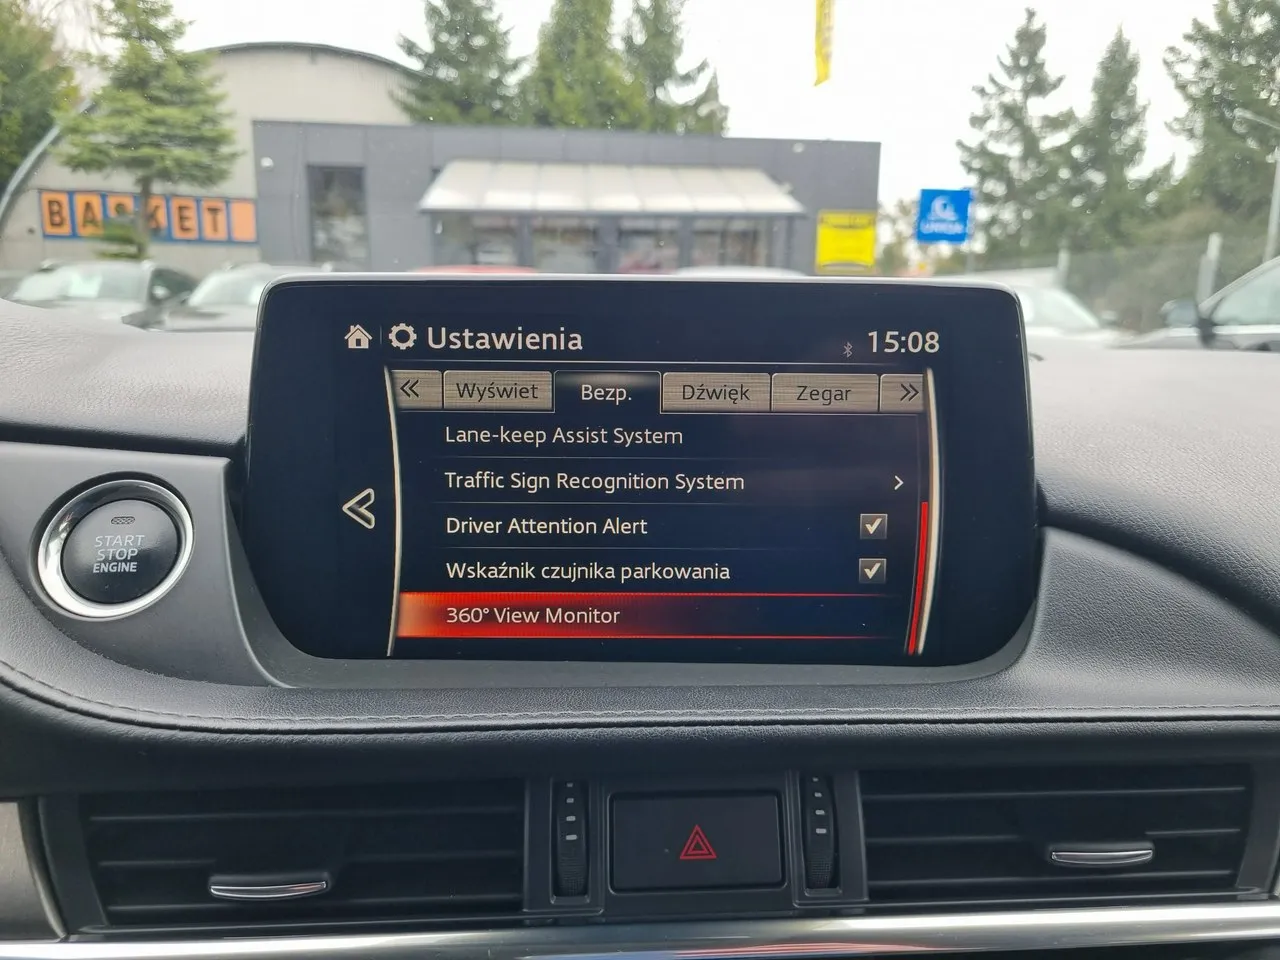 BASKET
Ustawienia
15:08
«
Wyświet
Bezp.
Dźwięk
Zegar
»
Lane-keep Assist System
Traffic Sign Recognition System
Driver Attention Alert
Wskaźnik czujnika parkowania
360° View Monitor
START
STOP
ENGINE